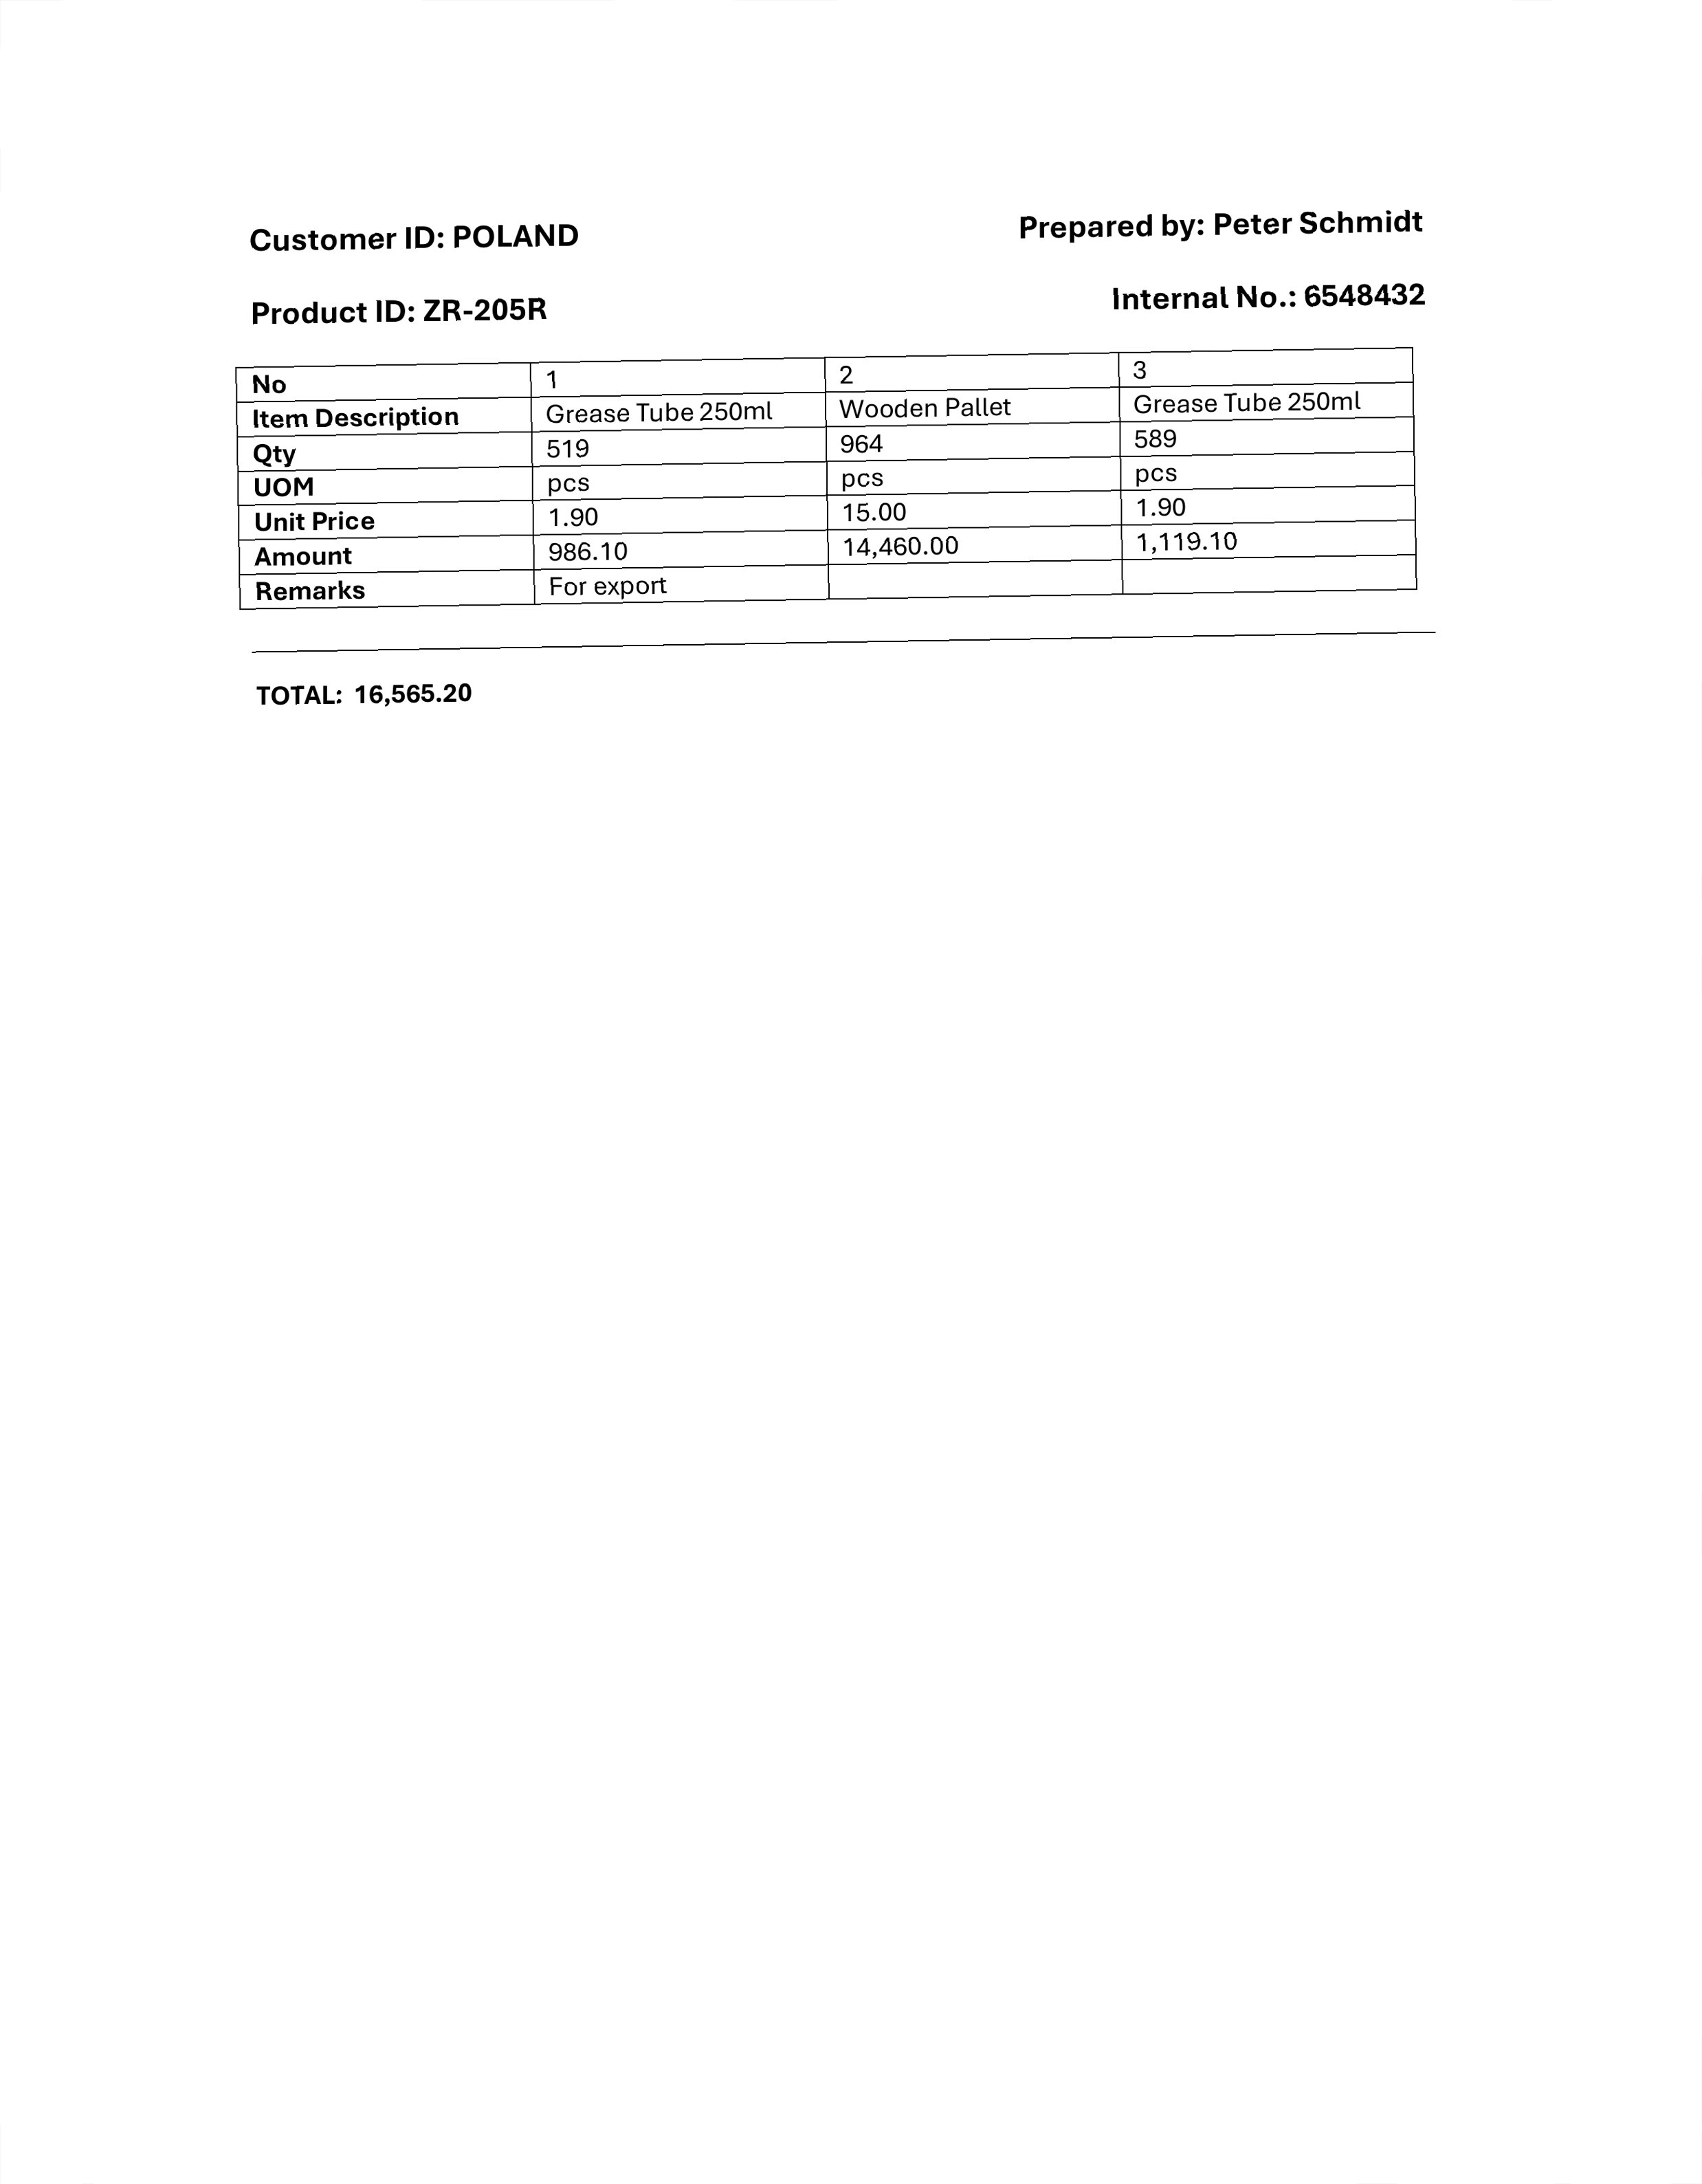 Customer ID: POLAND Prepared by: Peter Schmidt
Product ID: ZR-205R Internal No.: 6548432
No 1 2 3
Item Description Grease Tube 250ml Wooden Pallet Grease Tube 250ml
Qty 519 964 589
UOM pcs pcs pcs
Unit Price 1.90 15.00 1.90
Amount 986.10 14,460.00 1,119.10
Remarks For export
TOTAL: 16,565.20